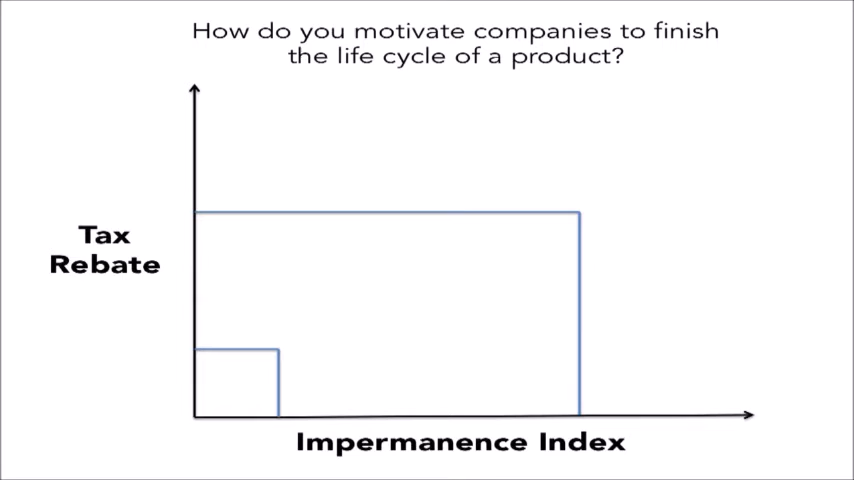 How do you motivate companies to finish
the life cycle of a product?
Tax
Rebate
Impermanence Index